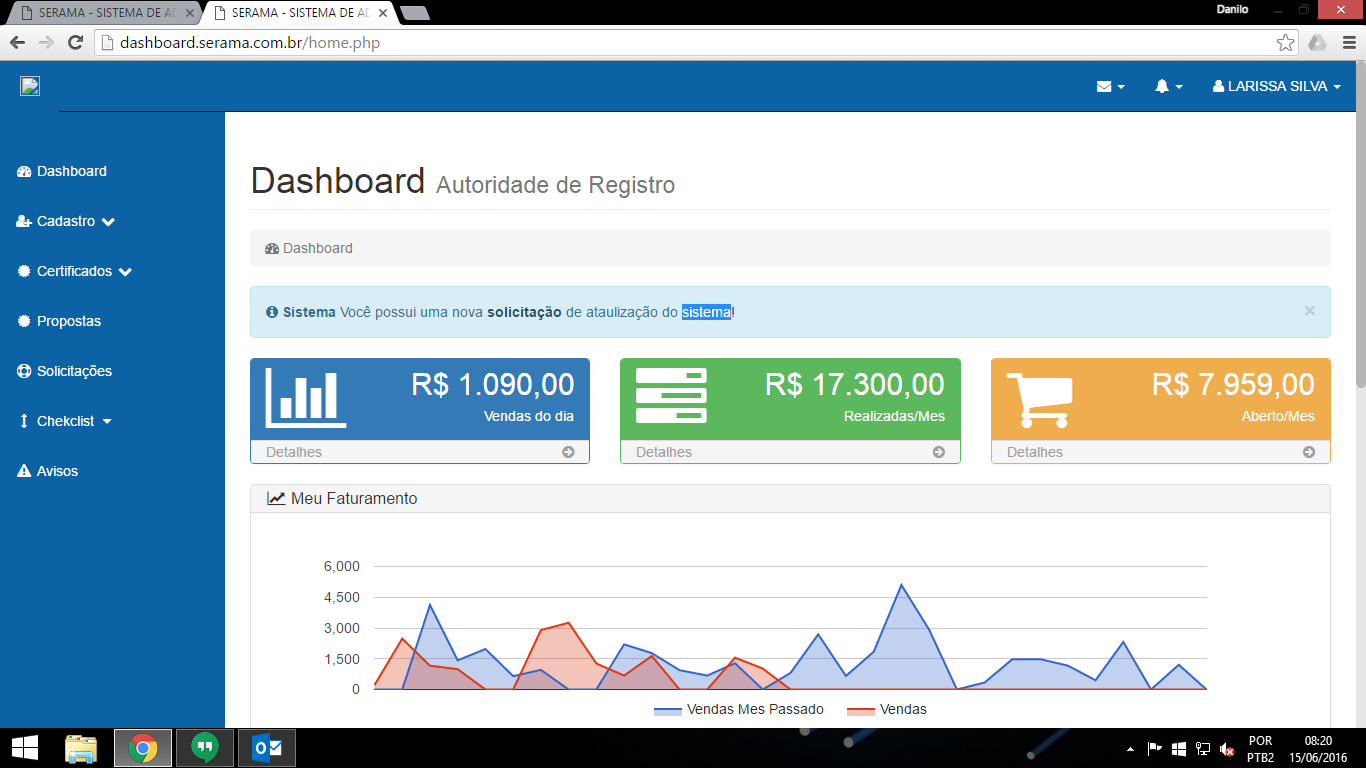 SERAMA - SISTEMA DE AD
SERAMA - SISTEMA DE AD
Danilo
dashboard.serama.com.br/home.php
LARISSA SILVA
Dashboard
Cadastro
Certificados
Propostas
Solicitações
Chekclist
Avisos
Dashboard Autoridade de Registro
Dashboard
Sistema Você possui uma nova solicitação de ataulização do sistema!
R$ 1.090,00
Vendas do dia
Detalhes
R$ 17.300,00
Realizadas/Mes
Detalhes
R$ 7.959,00
Aberto/Mes
Detalhes
Meu Faturamento
6,000
4,500
3,000
1,500
0
Vendas Mes Passado
Vendas
POR
PTB2
08:20
15/06/2016